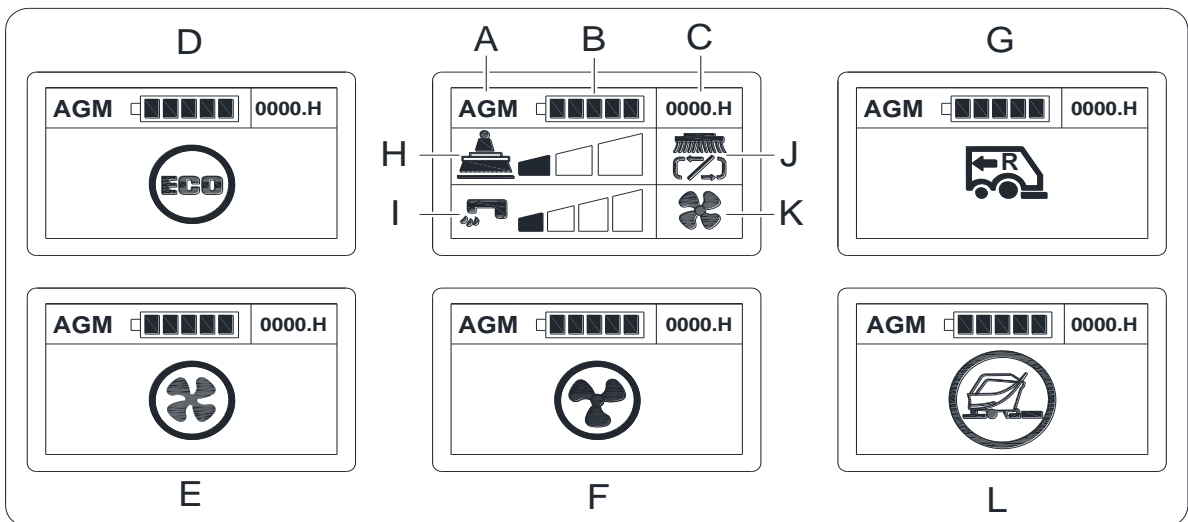 D A B C G
AGM 0000.H AGM 0000.H AGM 0000.H
H J
ECO R
I K
AGM 0000.H AGM 0000.H AGM 0000.H
E F L